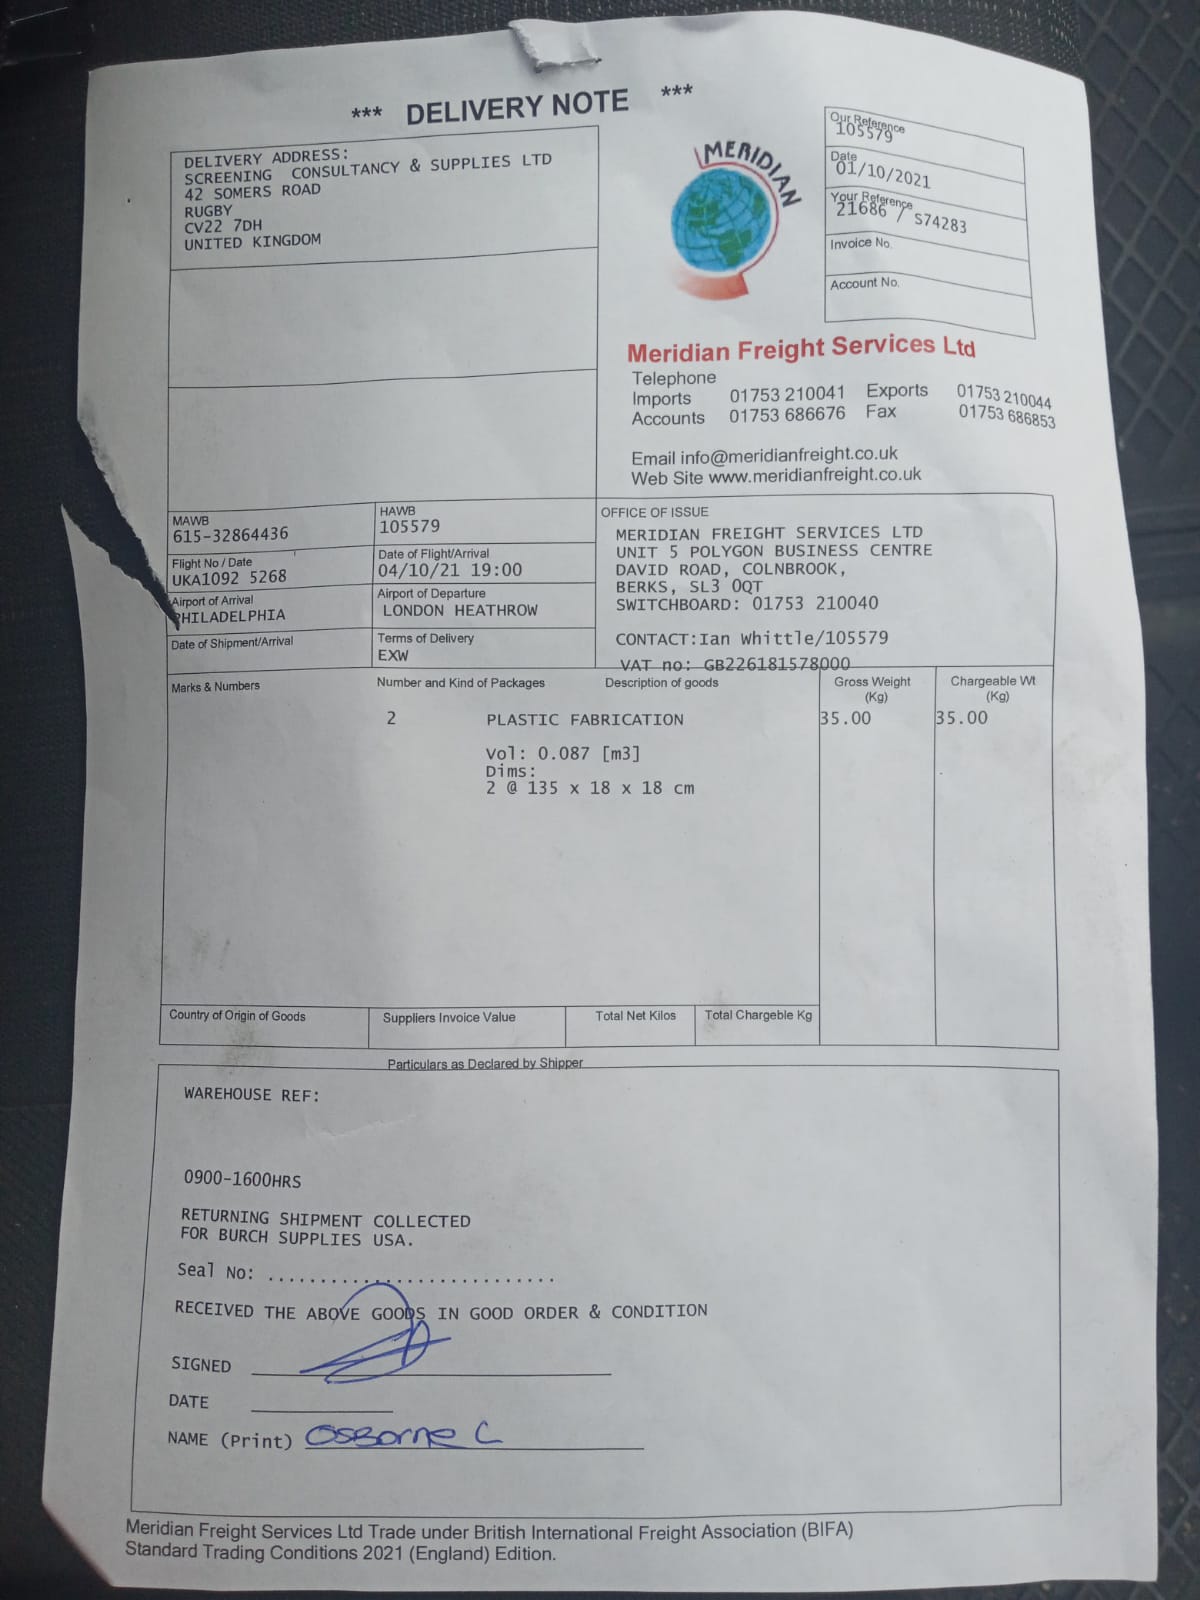 *** DELIVERY NOTE ***
DELIVERY ADDRESS:
SCREENING CONSULTANCY & SUPPLIES LTD
42 SOMERS ROAD
RUGBY
CV22 7DH
UNITED KINGDOM
MERIDIAN
Our Reference
105579
Date
01/10/2021
Your Reference
21686 / S74283
Invoice No.
Account No.
Meridian Freight Services Ltd
Telephone
Imports 01753 210041 Exports 01753 210044
Accounts 01753 686676 Fax 01753 686853
Email info@meridianfreight.co.uk
Web Site www.meridianfreight.co.uk
MAWB
615-32864436
HAWB
105579
Flight No / Date
UKA1092 5268
Date of Flight/Arrival
04/10/21 19:00
Airport of Arrival
PHILADELPHIA
Airport of Departure
LONDON HEATHROW
Date of Shipment/Arrival
Terms of Delivery
EXW
OFFICE OF ISSUE
MERIDIAN FREIGHT SERVICES LTD
UNIT 5 POLYGON BUSINESS CENTRE
DAVID ROAD, COLNBROOK,
BERKS, SL3 0QT
SWITCHBOARD: 01753 210040
CONTACT:Ian Whittle/105579
VAT no: GB226181578000
Marks & Numbers Number and Kind of Packages Description of goods Gross Weight (Kg) Chargeable Wt (Kg)
2 PLASTIC FABRICATION 35.00 35.00
Vol: 0.087 [m3]
Dims:
2 @ 135 x 18 x 18 cm
Country of Origin of Goods Suppliers Invoice Value Total Net Kilos Total Chargeble Kg
Particulars as Declared by Shipper
WAREHOUSE REF:
0900-1600HRS
RETURNING SHIPMENT COLLECTED
FOR BURCH SUPPLIES USA.
Seal No: ............................
RECEIVED THE ABOVE GOODS IN GOOD ORDER & CONDITION
SIGNED
DATE
NAME (Print) Osborne C
Meridian Freight Services Ltd Trade under British International Freight Association (BIFA)
Standard Trading Conditions 2021 (England) Edition.